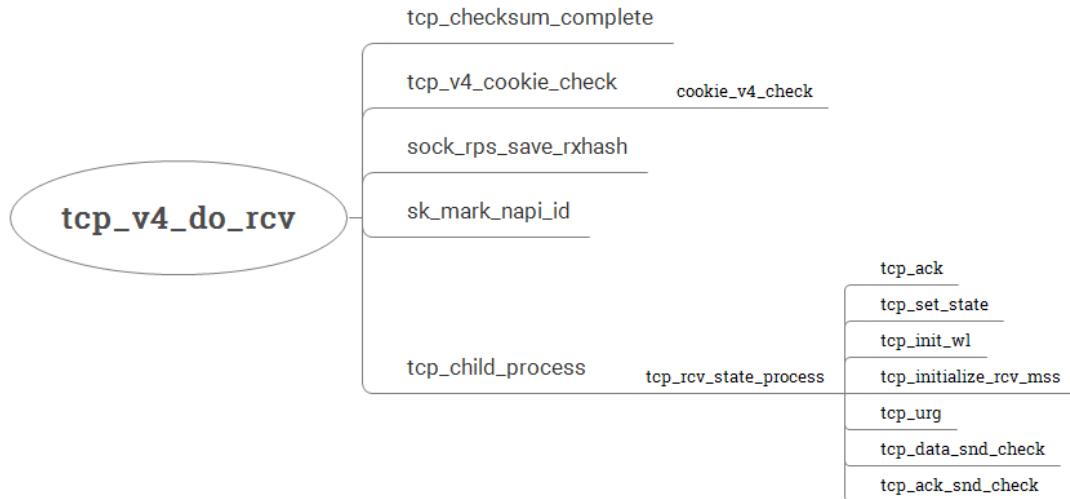 tcp_checksum_complete
tcp_v4_cookie_check
cookie_v4_check
sock_rps_save_rxhash
tcp_v4_do_rcv
sk_mark_napi_id
tcp_child_process
tcp_rcv_state_process
tcp_ack
tcp_set_state
tcp_init_wl
tcp_initialize_rcv_mss
tcp_urg
tcp_data_snd_check
tcp_ack_snd_check